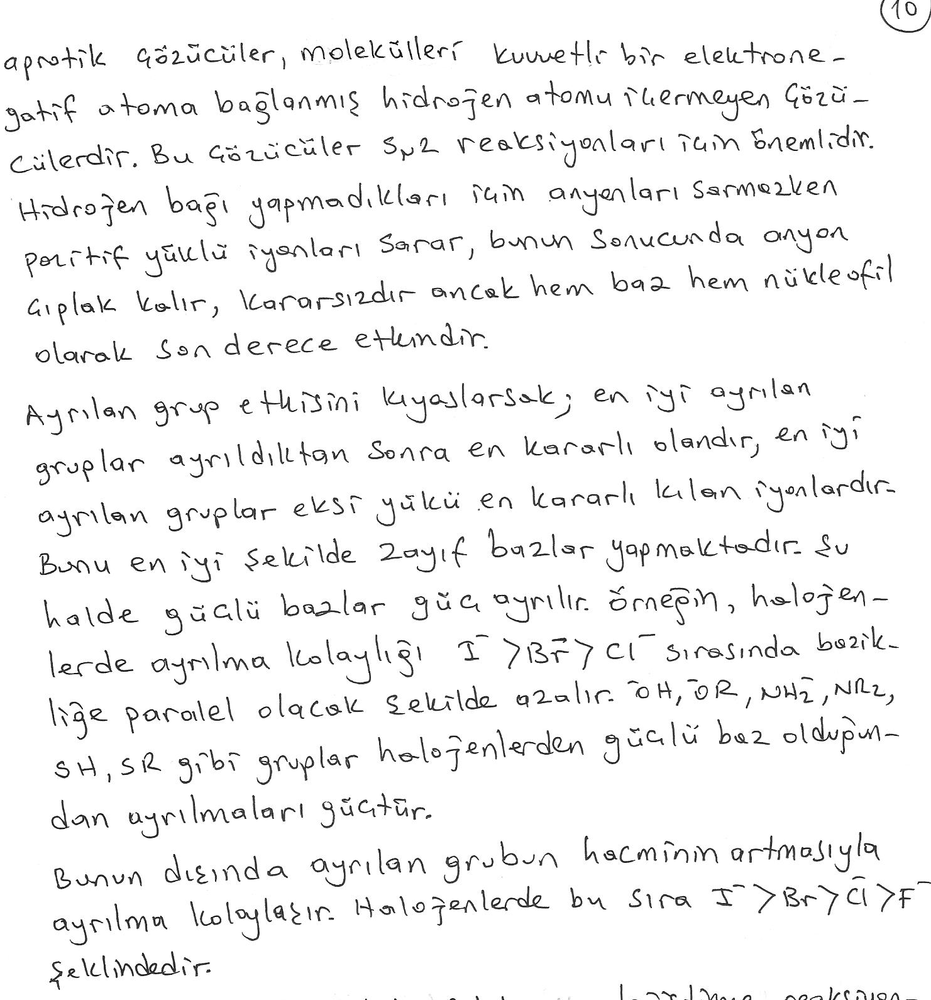 10
aprotik çözücüler, molekülleri kuvvetli bir elektrone-
gatif atoma bağlanmış hidrojen atomu içermeyen çözü-
cülerdir. Bu çözücüler SN2 reaksiyonları için önemlidir.
Hidrojen bağı yapmadıkları için anyonları sarmazken
pozitif yüklü iyonları sarar, bunun sonucunda anyon
çıplak kalır, kararsızdır ancak hem baz hem nükleofil
olarak son derece etkindir.
Ayrılan grup etkisini kıyaslarsak; en iyi ayrılan
gruplar ayrıldıktan sonra en kararlı olandır, en iyi
ayrılan gruplar eksi yükü en kararlı kılan iyonlardır.
Bunu en iyi şekilde zayıf bazlar yapmaktadır. Şu
halde güçlü bazlar güç ayrılır. Örneğin, halojen-
lerde ayrılma kolaylığı I⁻ > Br⁻ > Cl⁻ sırasında bazik-
liğe paralel olacak şekilde azalır. ⁻OH, ⁻OR, NH₂⁻, NR₂,
SH, SR gibi gruplar halojenlerden güçlü baz olduğun-
dan ayrılmaları güçtür.
Bunun dışında ayrılan grubun hacminin artmasıyla
ayrılma kolaylaşır. Halojenlerde bu sıra I⁻ > Br > Cl⁻ > F⁻
şeklindedir.